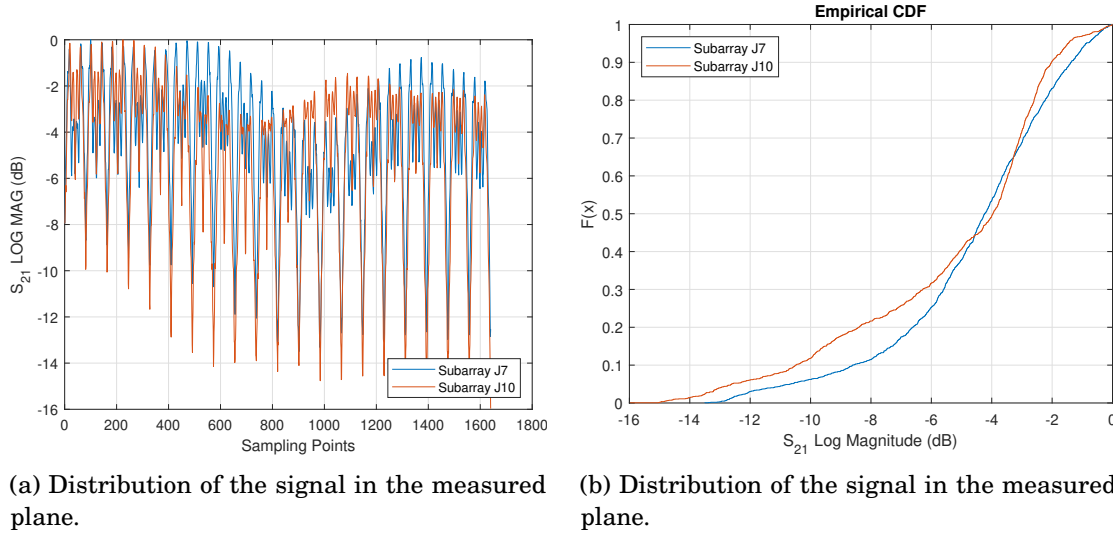 0
-2
-4
-6
-8
-10
-12
-14
-16
S21 LOG MAG (dB)
0 200 400 600 800 1000 1200 1400 1600 1800
Sampling Points
Subarray J7
Subarray J10
(a) Distribution of the signal in the measured
plane.
Empirical CDF
1
0.9
0.8
0.7
0.6
0.5
0.4
0.3
0.2
0.1
0
F(x)
Subarray J7
Subarray J10
-16 -14 -12 -10 -8 -6 -4 -2 0
S21 Log Magnitude (dB)
(b) Distribution of the signal in the measured
plane.